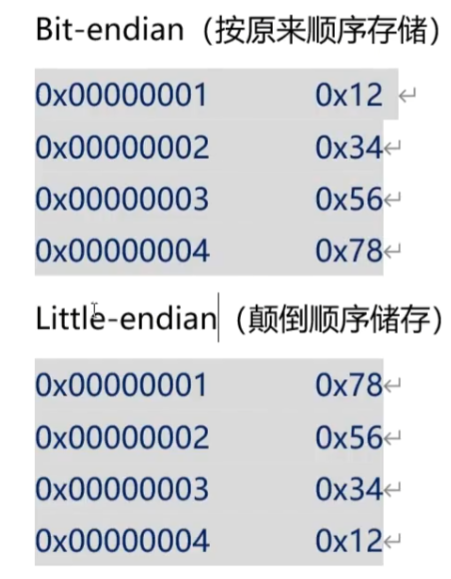 Bit-endian（按原来顺序存储）
0x00000001 0x12 ↵
0x00000002 0x34↵
0x00000003 0x56↵
0x00000004 0x78↵
Little-endian（颠倒顺序储存）
0x00000001 0x78↵
0x00000002 0x56↵
0x00000003 0x34↵
0x00000004 0x12↵